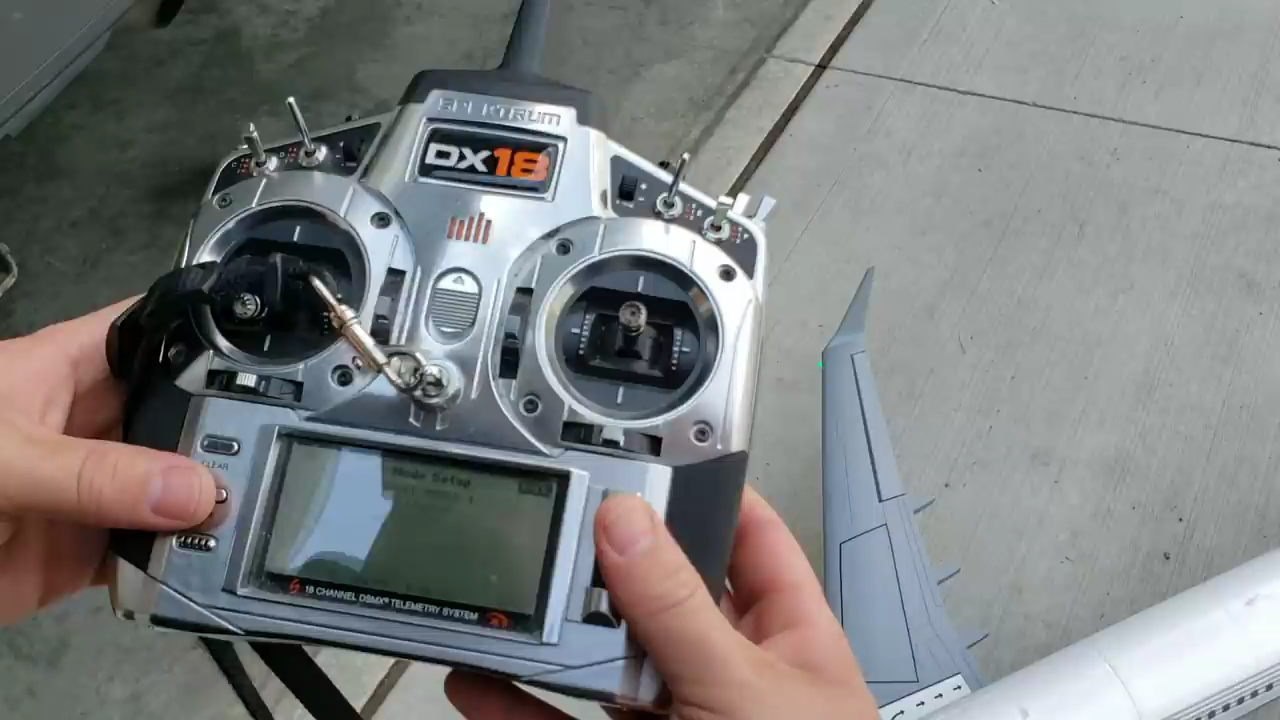 SPEKTRUM
DX18
CLEAR
Mode Setup
18 CHANNEL DSMX® TELEMETRY SYSTEM